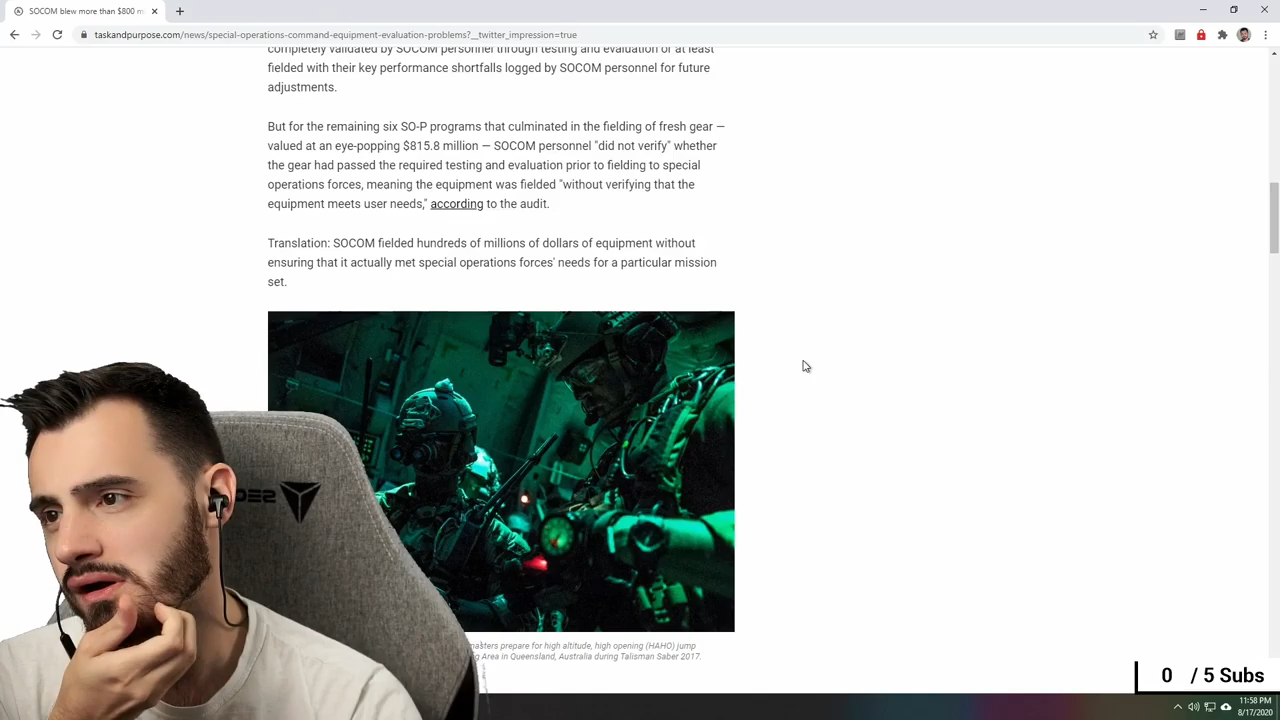 SOCOM blew more than $800 m
taskandpurpose.com/news/special-operations-command-equipment-evaluation-problems?__twitter_impression=true
completely validated by SOCOM personnel through testing and evaluation or at least
fielded with their key performance shortfalls logged by SOCOM personnel for future
adjustments.
But for the remaining six SO-P programs that culminated in the fielding of fresh gear —
valued at an eye-popping $815.8 million — SOCOM personnel "did not verify" whether
the gear had passed the required testing and evaluation prior to fielding to special
operations forces, meaning the equipment was fielded "without verifying that the
equipment meets user needs," according to the audit.
Translation: SOCOM fielded hundreds of millions of dollars of equipment without
ensuring that it actually met special operations forces' needs for a particular mission
set.
prepare for high altitude, high opening (HAHO) jump
Area in Queensland, Australia during Talisman Saber 2017.
0 / 5 Subs
11:58 PM
8/17/2020